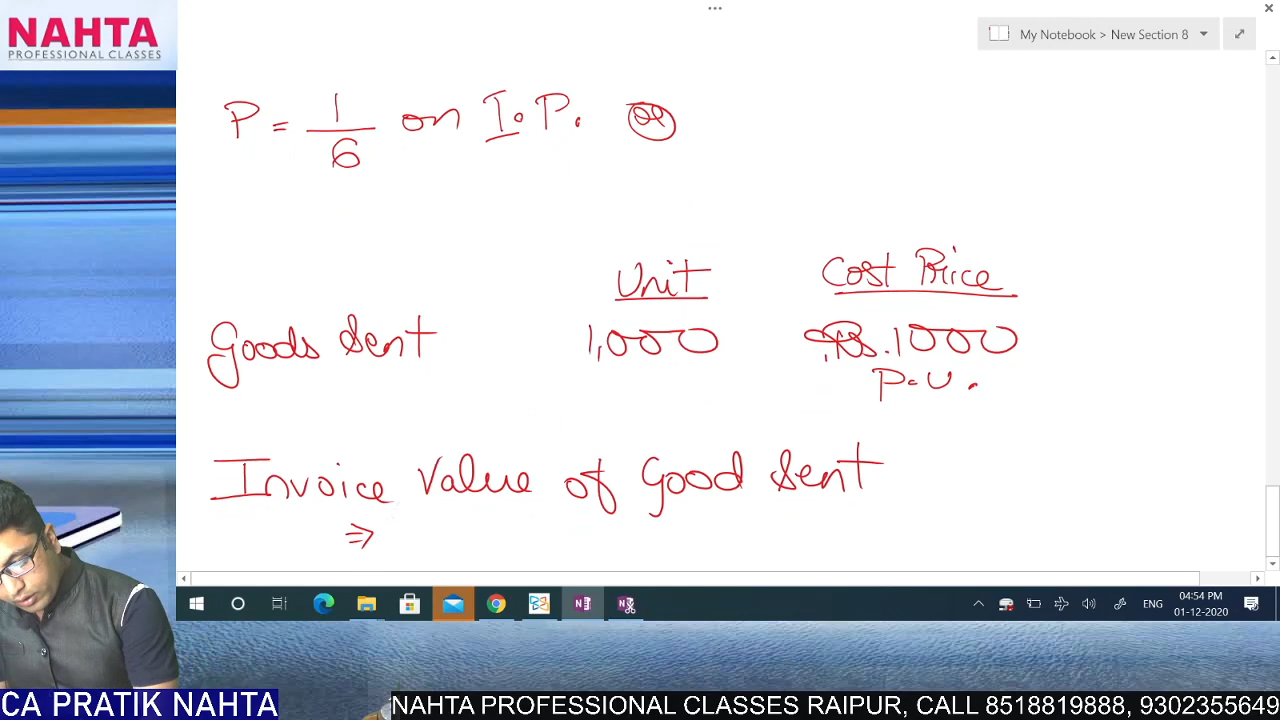 NAHTA
PROFESSIONAL CLASSES
My Notebook > New Section 8
P = 1/6 on I.P. or
Unit Cost Price
Goods Sent 1,000 Rs.1000
P.U.
Invoice Value of Good Sent
⇒
ENG
04:54 PM
01-12-2020
CA PRATIK NAHTA
NAHTA PROFESSIONAL CLASSES RAIPUR, CALL 8518819888, 9302355649